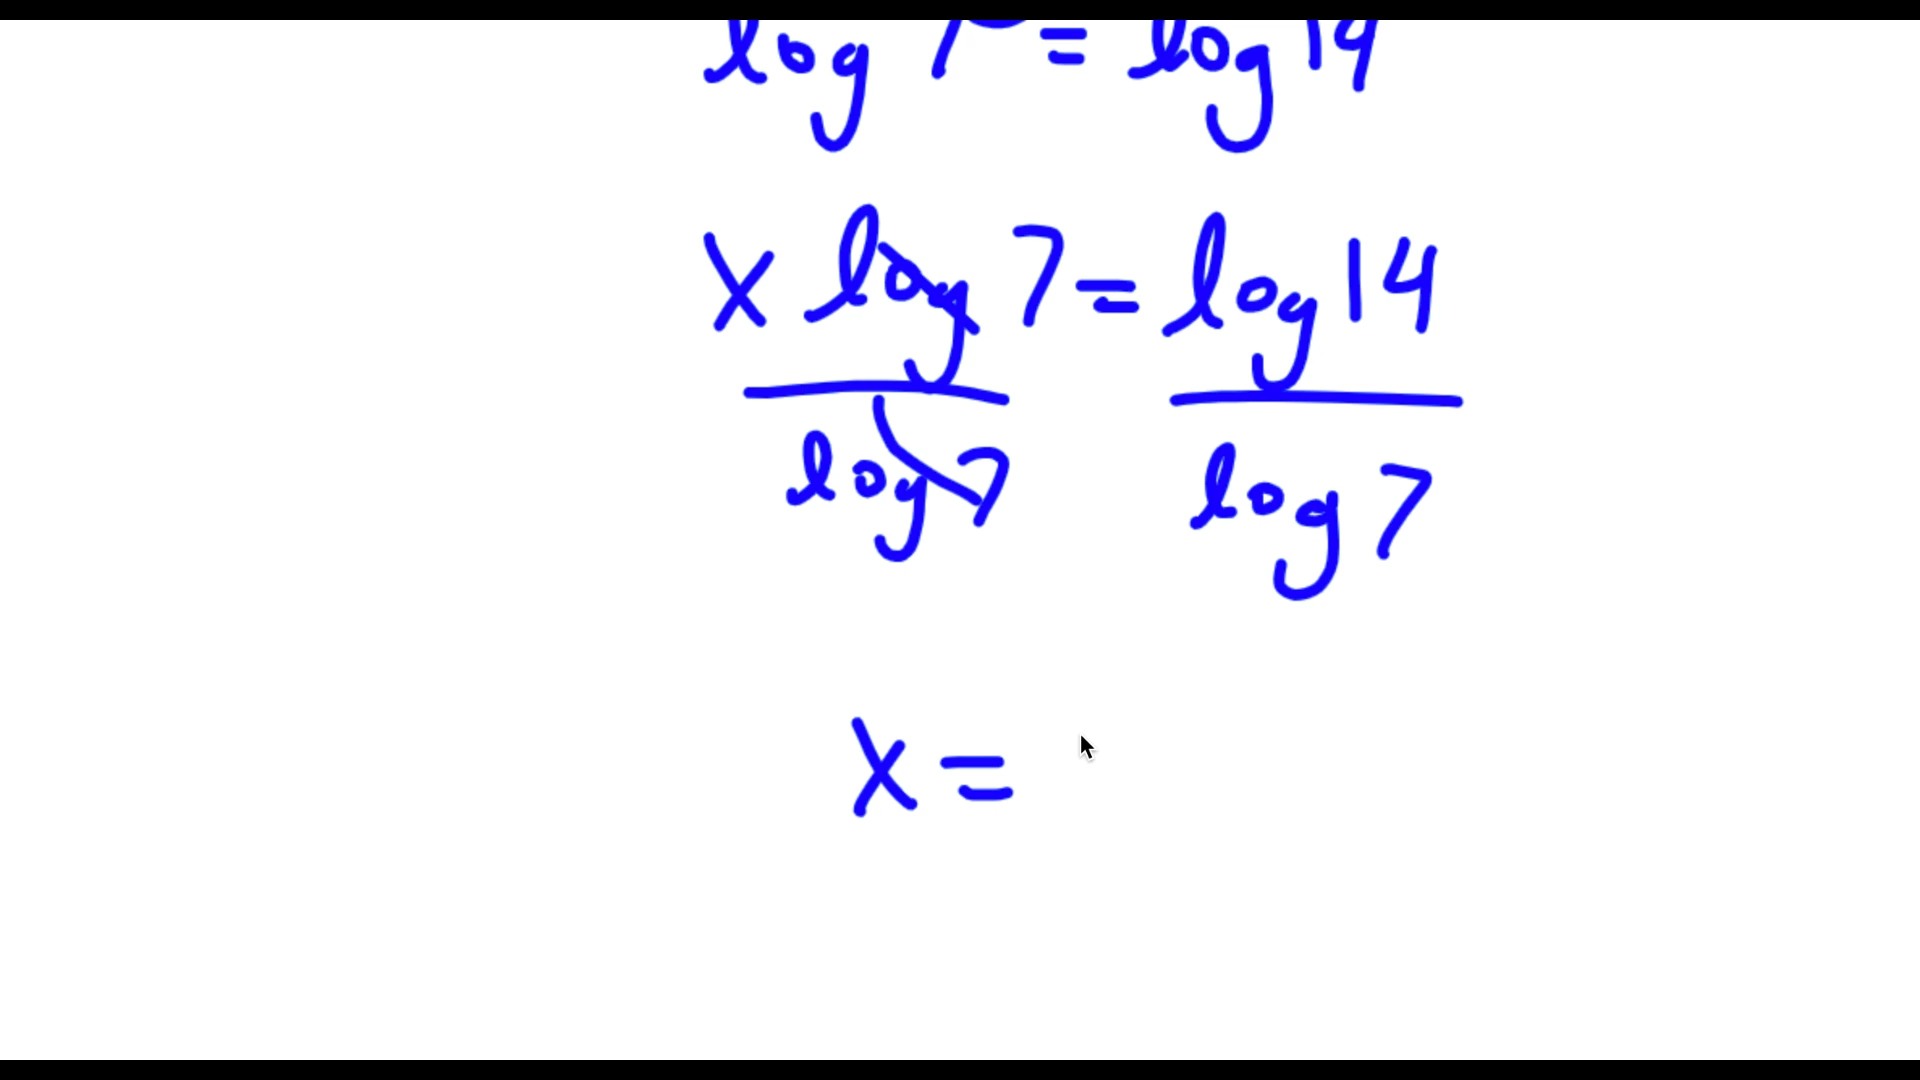 log 7 = log 14
x log 7 = log 14
log 7 log 7
x =